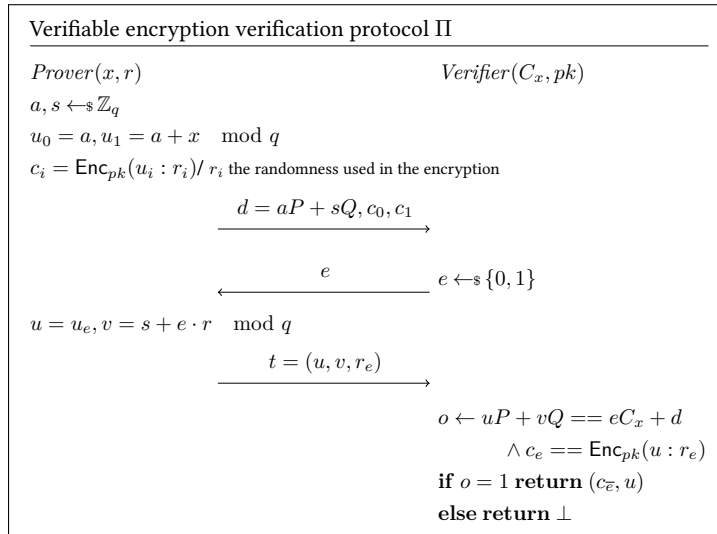 Verifiable encryption verification protocol Π
Prover(x, r) Verifier(C_x, pk)
a, s ←$ ℤ_q
u_0 = a, u_1 = a + x mod q
c_i = Enc_pk(u_i : r_i)/ r_i the randomness used in the encryption
d = aP + sQ, c_0, c_1
e e ←$ {0, 1}
u = u_e, v = s + e · r mod q
t = (u, v, r_e)
o ← uP + vQ == eC_x + d
∧ c_e == Enc_pk(u : r_e)
if o = 1 return (c_e̅, u)
else return ⊥